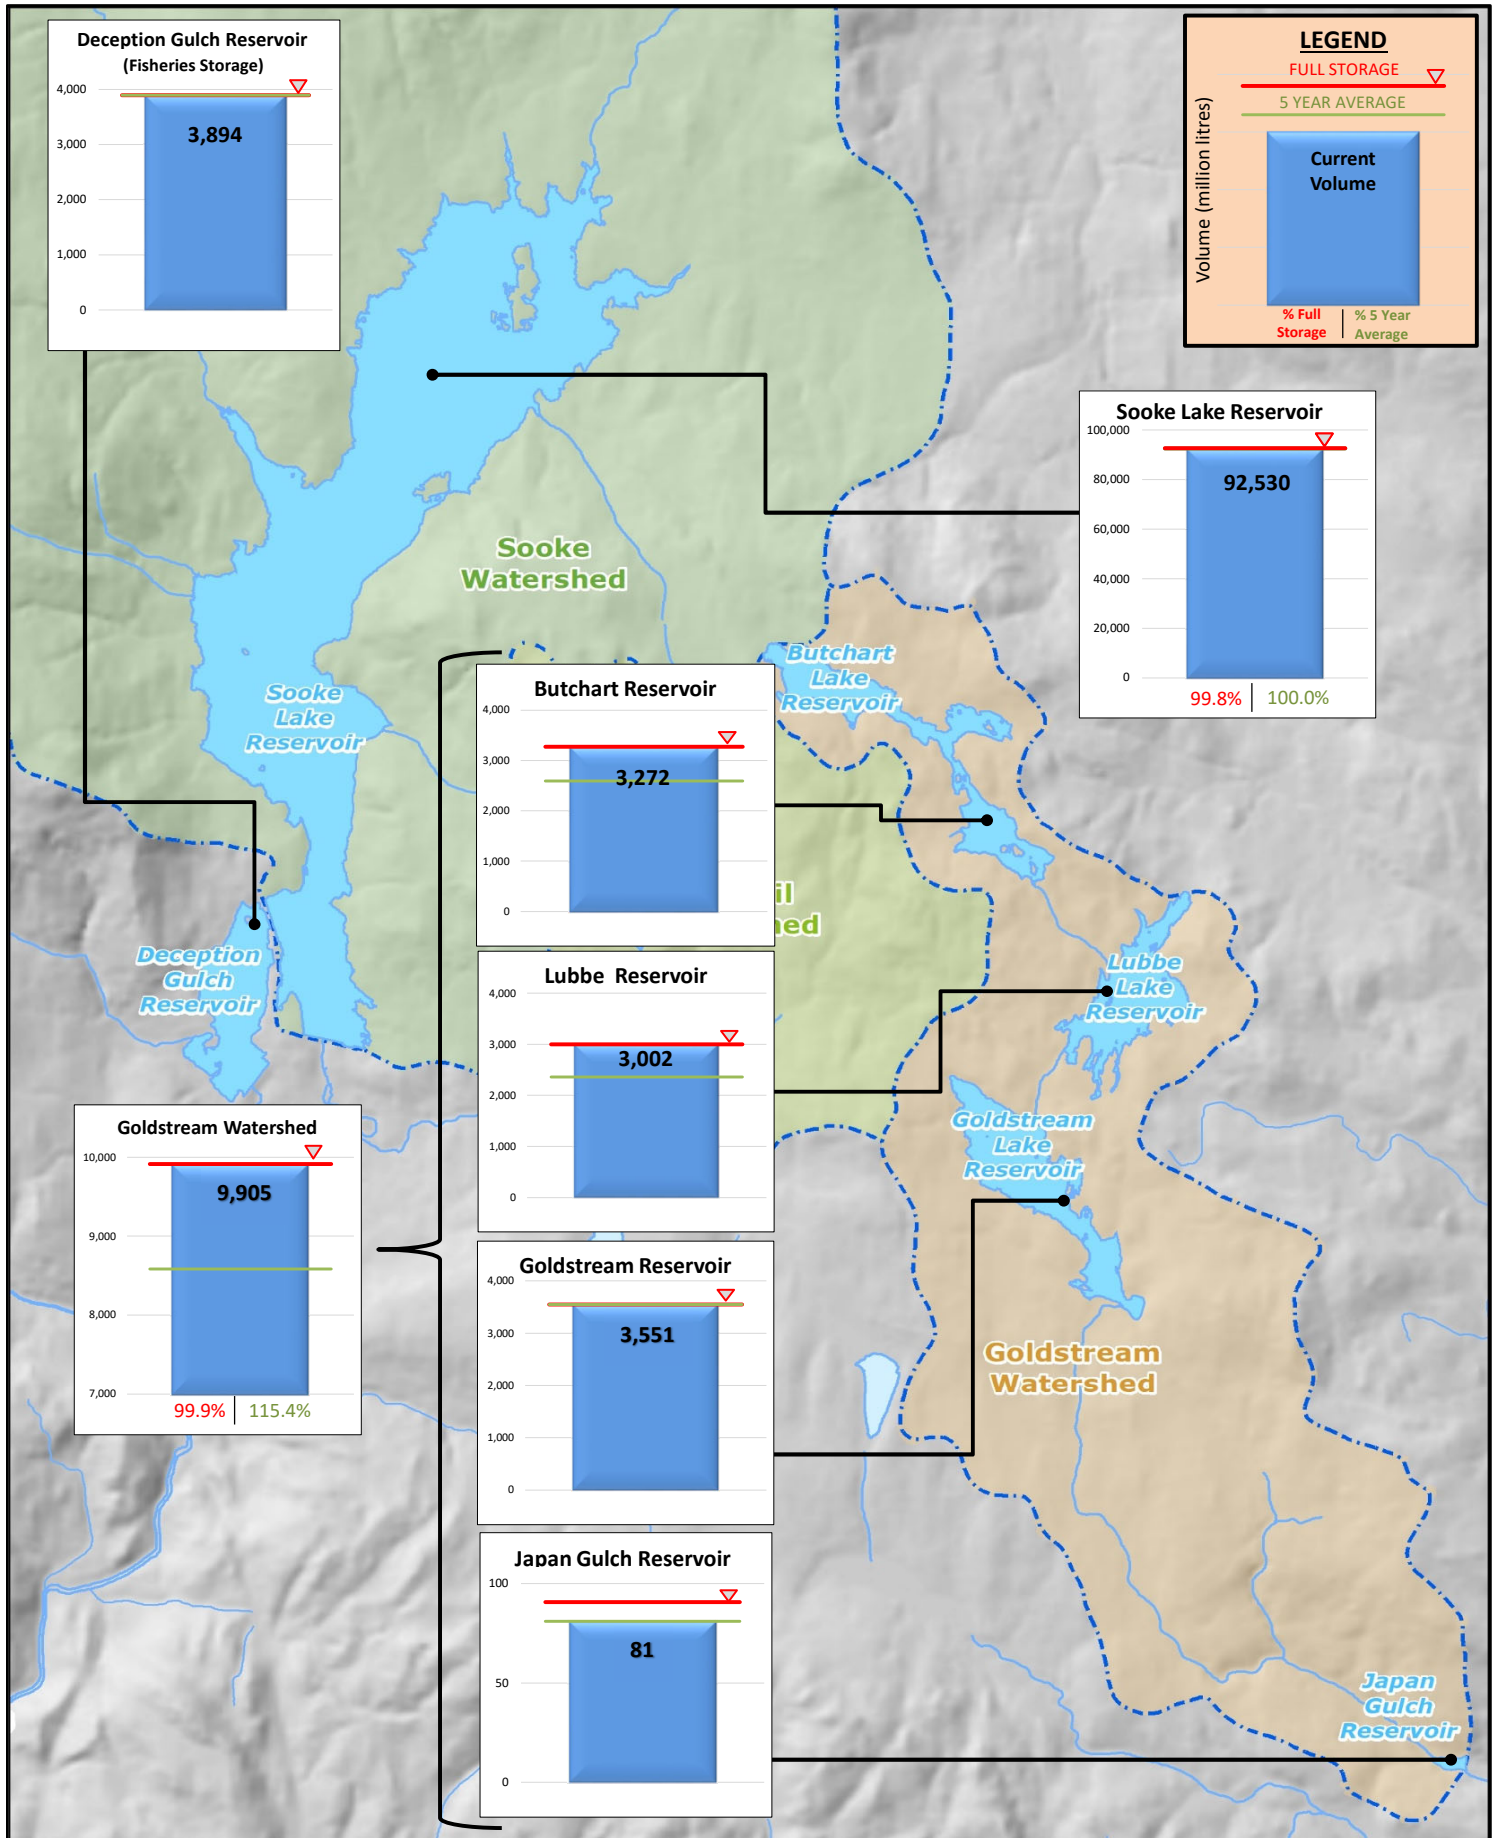 Deception Gulch Reservoir
(Fisheries Storage)
4,000
3,000
2,000
1,000
0
3,894
LEGEND
FULL STORAGE
5 YEAR AVERAGE
Volume (million litres)
Current
Volume
% Full
Storage
% 5 Year
Average
Sooke Lake Reservoir
100,000
80,000
60,000
40,000
20,000
0
92,530
99.8%
100.0%
Sooke
Watershed
Sooke
Lake
Reservoir
Butchart
Lake
Reservoir
Butchart Reservoir
4,000
3,000
2,000
1,000
0
3,272
il
ed
Deception
Gulch
Reservoir
Lubbe
Lake
Reservoir
Lubbe Reservoir
4,000
3,000
2,000
1,000
0
3,002
Goldstream
Lake
Reservoir
Goldstream Watershed
10,000
9,000
8,000
7,000
9,905
99.9%
115.4%
Goldstream Reservoir
4,000
3,000
2,000
1,000
0
3,551
Goldstream
Watershed
Japan Gulch Reservoir
100
50
0
81
Japan
Gulch
Reservoir